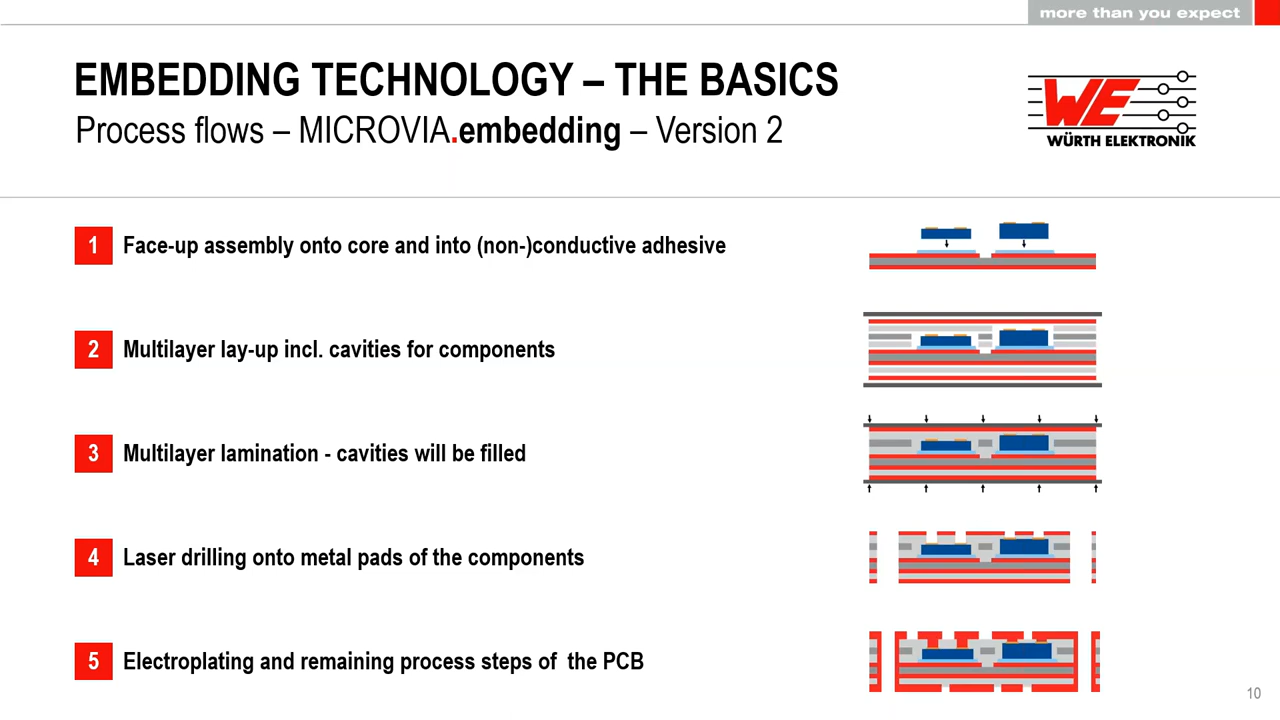 more than you expect
EMBEDDING TECHNOLOGY – THE BASICS
Process flows – MICROVIA.embedding – Version 2
WE
WÜRTH ELEKTRONIK
1 Face-up assembly onto core and into (non-)conductive adhesive
2 Multilayer lay-up incl. cavities for components
3 Multilayer lamination - cavities will be filled
4 Laser drilling onto metal pads of the components
5 Electroplating and remaining process steps of the PCB
10